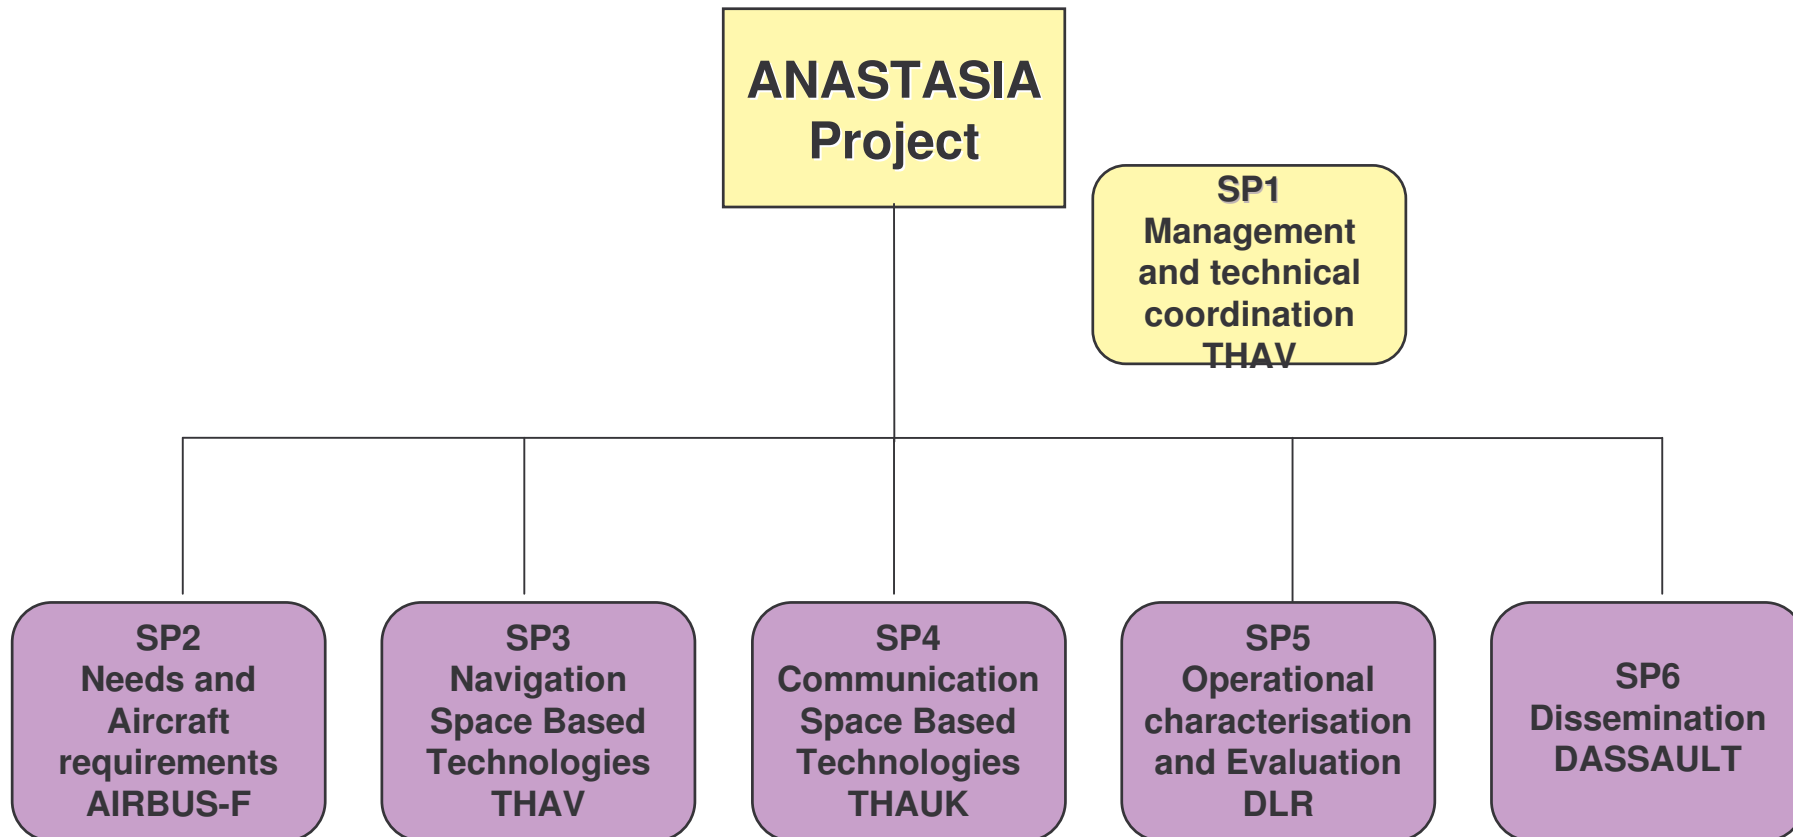 ANASTASIA
Project
SP1
Management
and technical
coordination
THAV
SP2
Needs and
Aircraft
requirements
AIRBUS-F
SP3
Navigation
Space Based
Technologies
THAV
SP4
Communication
Space Based
Technologies
THAUK
SP5
Operational
characterisation
and Evaluation
DLR
SP6
Dissemination
DASSAULT